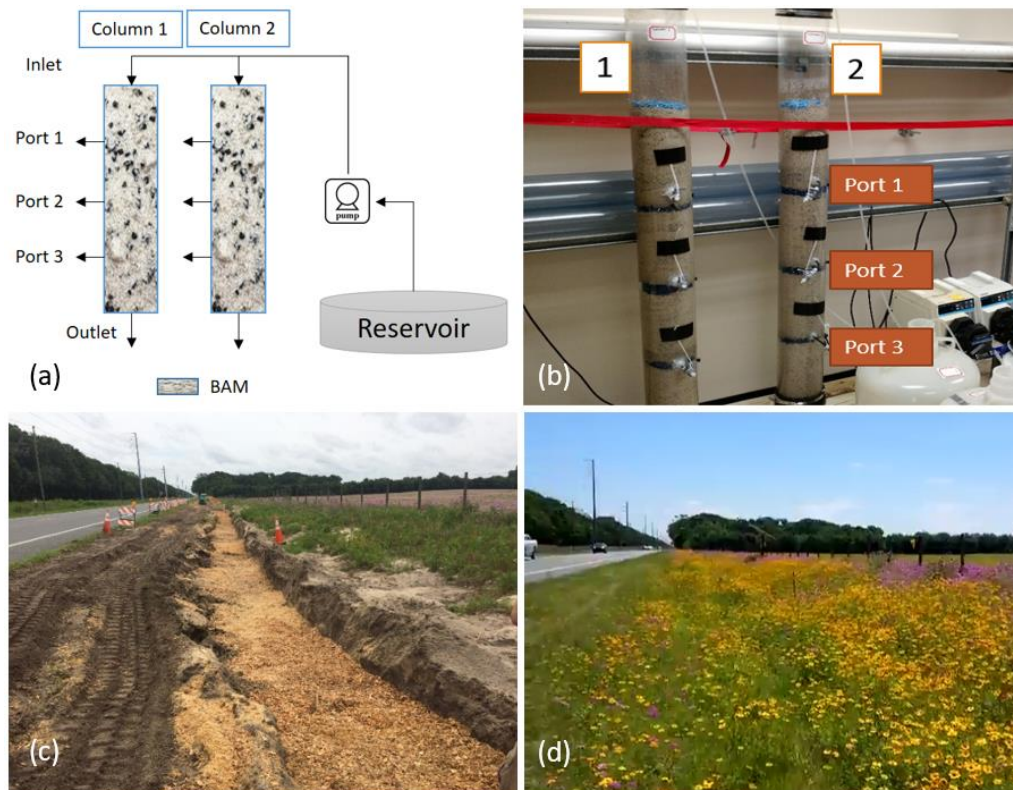 Column 1
Column 2
Inlet
Port 1
Port 2
Port 3
Outlet
pump
Reservoir
(a)
BAM
1
2
Port 1
Port 2
Port 3
(b)
(c)
(d)